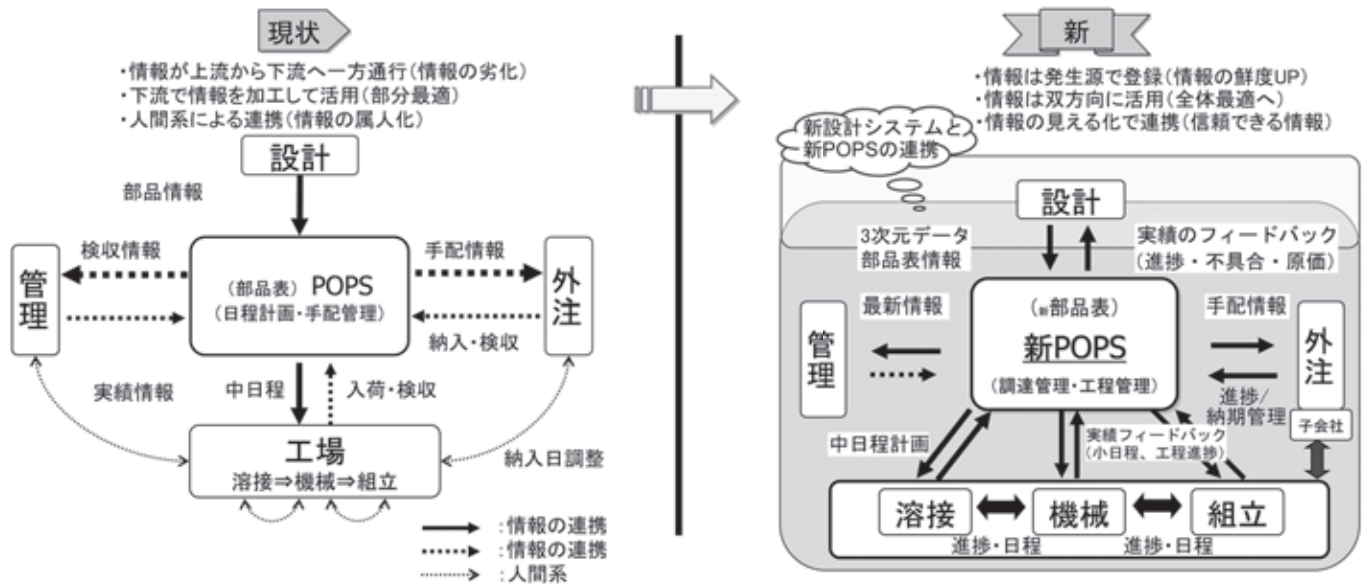 現状
・情報が上流から下流へ一方通行(情報の劣化)
・下流で情報を加工して活用(部分最適)
・人間系による連携(情報の属人化)
設計
部品情報
検収情報
手配情報
管理
(部品表) POPS
(日程計画・手配管理)
外注
納入・検収
実績情報
中日程
入荷・検収
工場
溶接⇒機械⇒組立
納入日調整
:情報の連携
:情報の連携
:人間系
新
・情報は発生源で登録(情報の鮮度UP)
・情報は双方向に活用(全体最適へ)
・情報の見える化で連携(信頼できる情報)
新設計システムと
新POPSの連携
設計
3次元データ
部品表情報
実績のフィードバック
(進捗・不具合・原価)
最新情報
(新部品表)
新POPS
(調達管理・工程管理)
手配情報
管理
外注
進捗/
納期管理
子会社
中日程計画
実績フィードバック
(小日程、工程進捗)
溶接
機械
組立
進捗・日程
進捗・日程